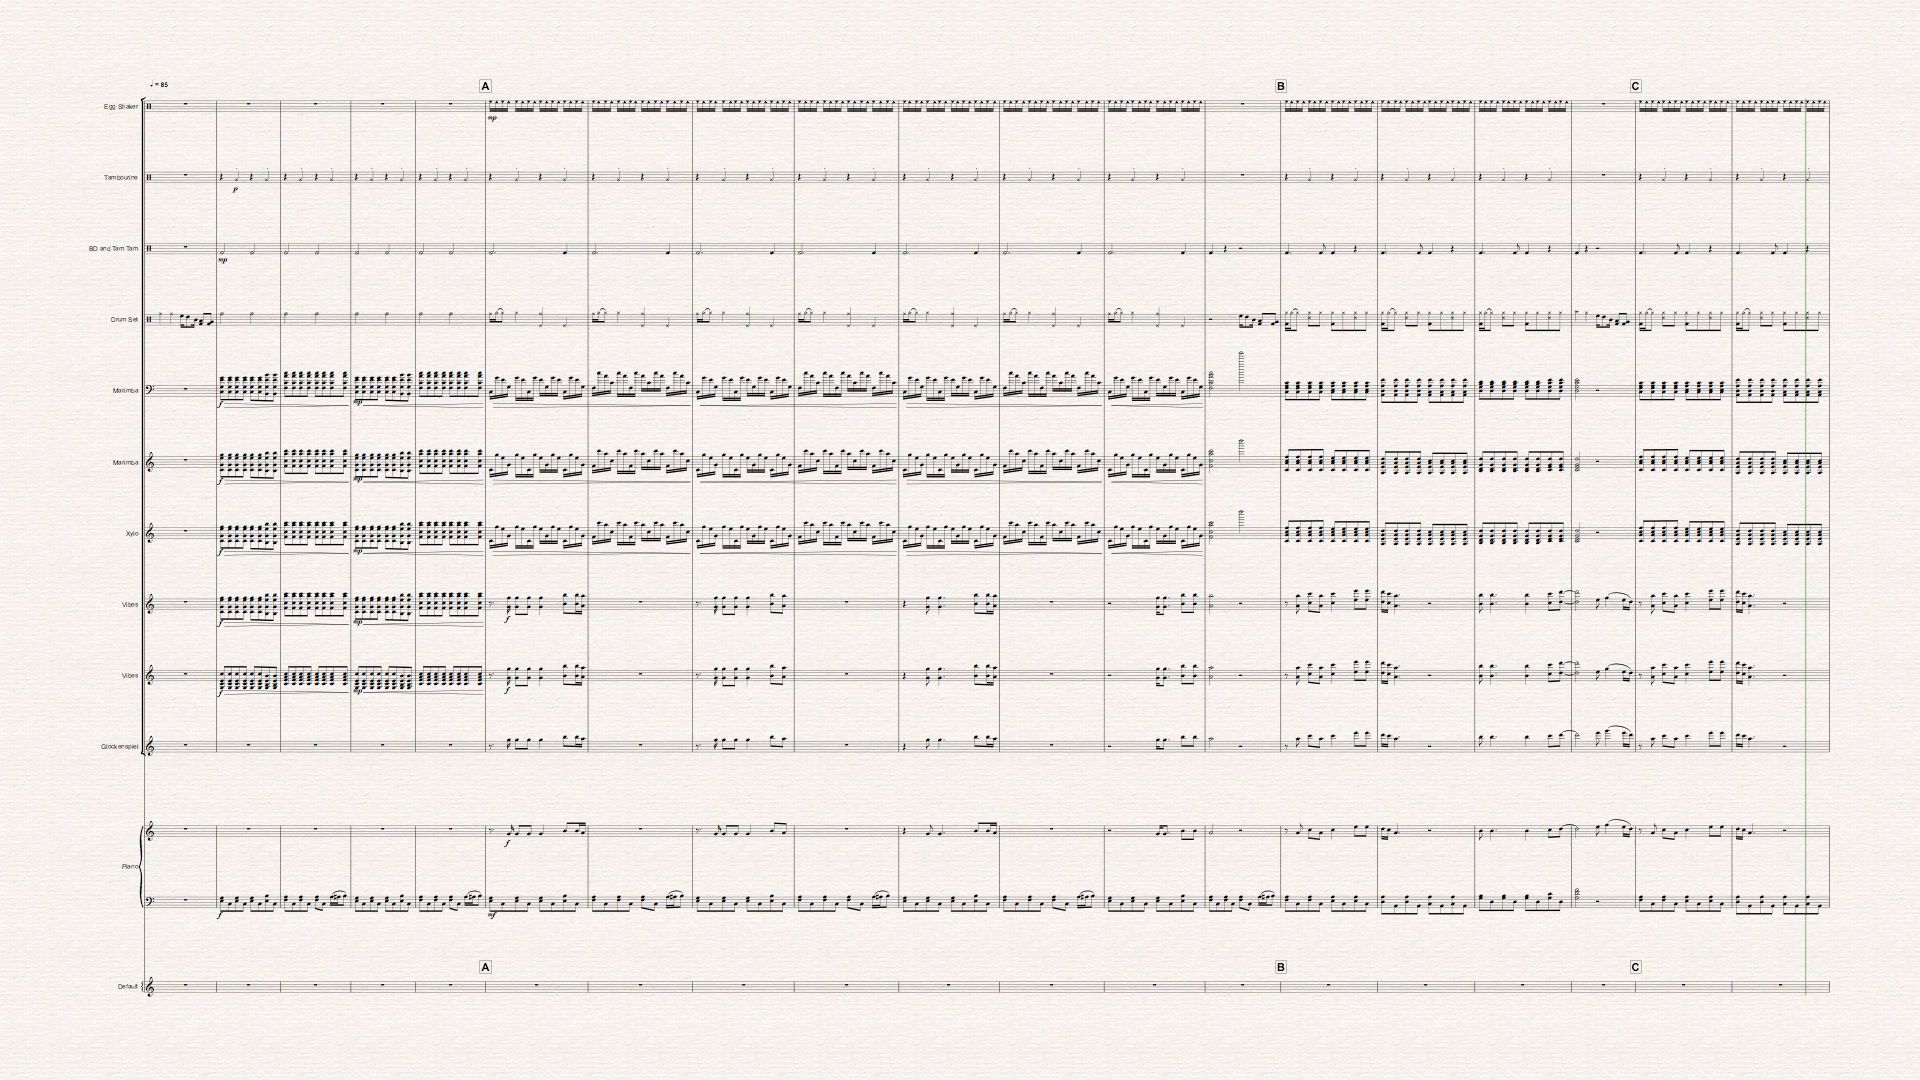 ♩ = 85
A B C
Egg Shaker
mp
Tambourine
p
BD and Tam Tam
mp
Drum Set
Marimba
f mp
Marimba
f mp
Xylo
f mp
Vibes
f mp f
Vibes
f mp f
Glockenspiel
f
Piano
f mf
A B C
Default